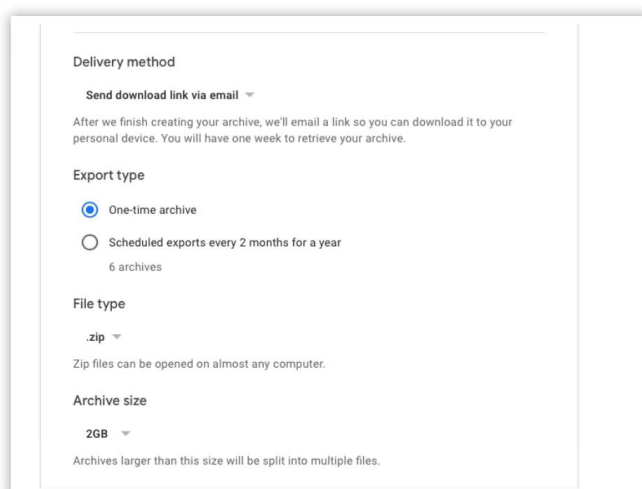 Delivery method
Send download link via email
After we finish creating your archive, we'll email a link so you can download it to your
personal device. You will have one week to retrieve your archive.
Export type
One-time archive
Scheduled exports every 2 months for a year
6 archives
File type
.zip
Zip files can be opened on almost any computer.
Archive size
2GB
Archives larger than this size will be split into multiple files.